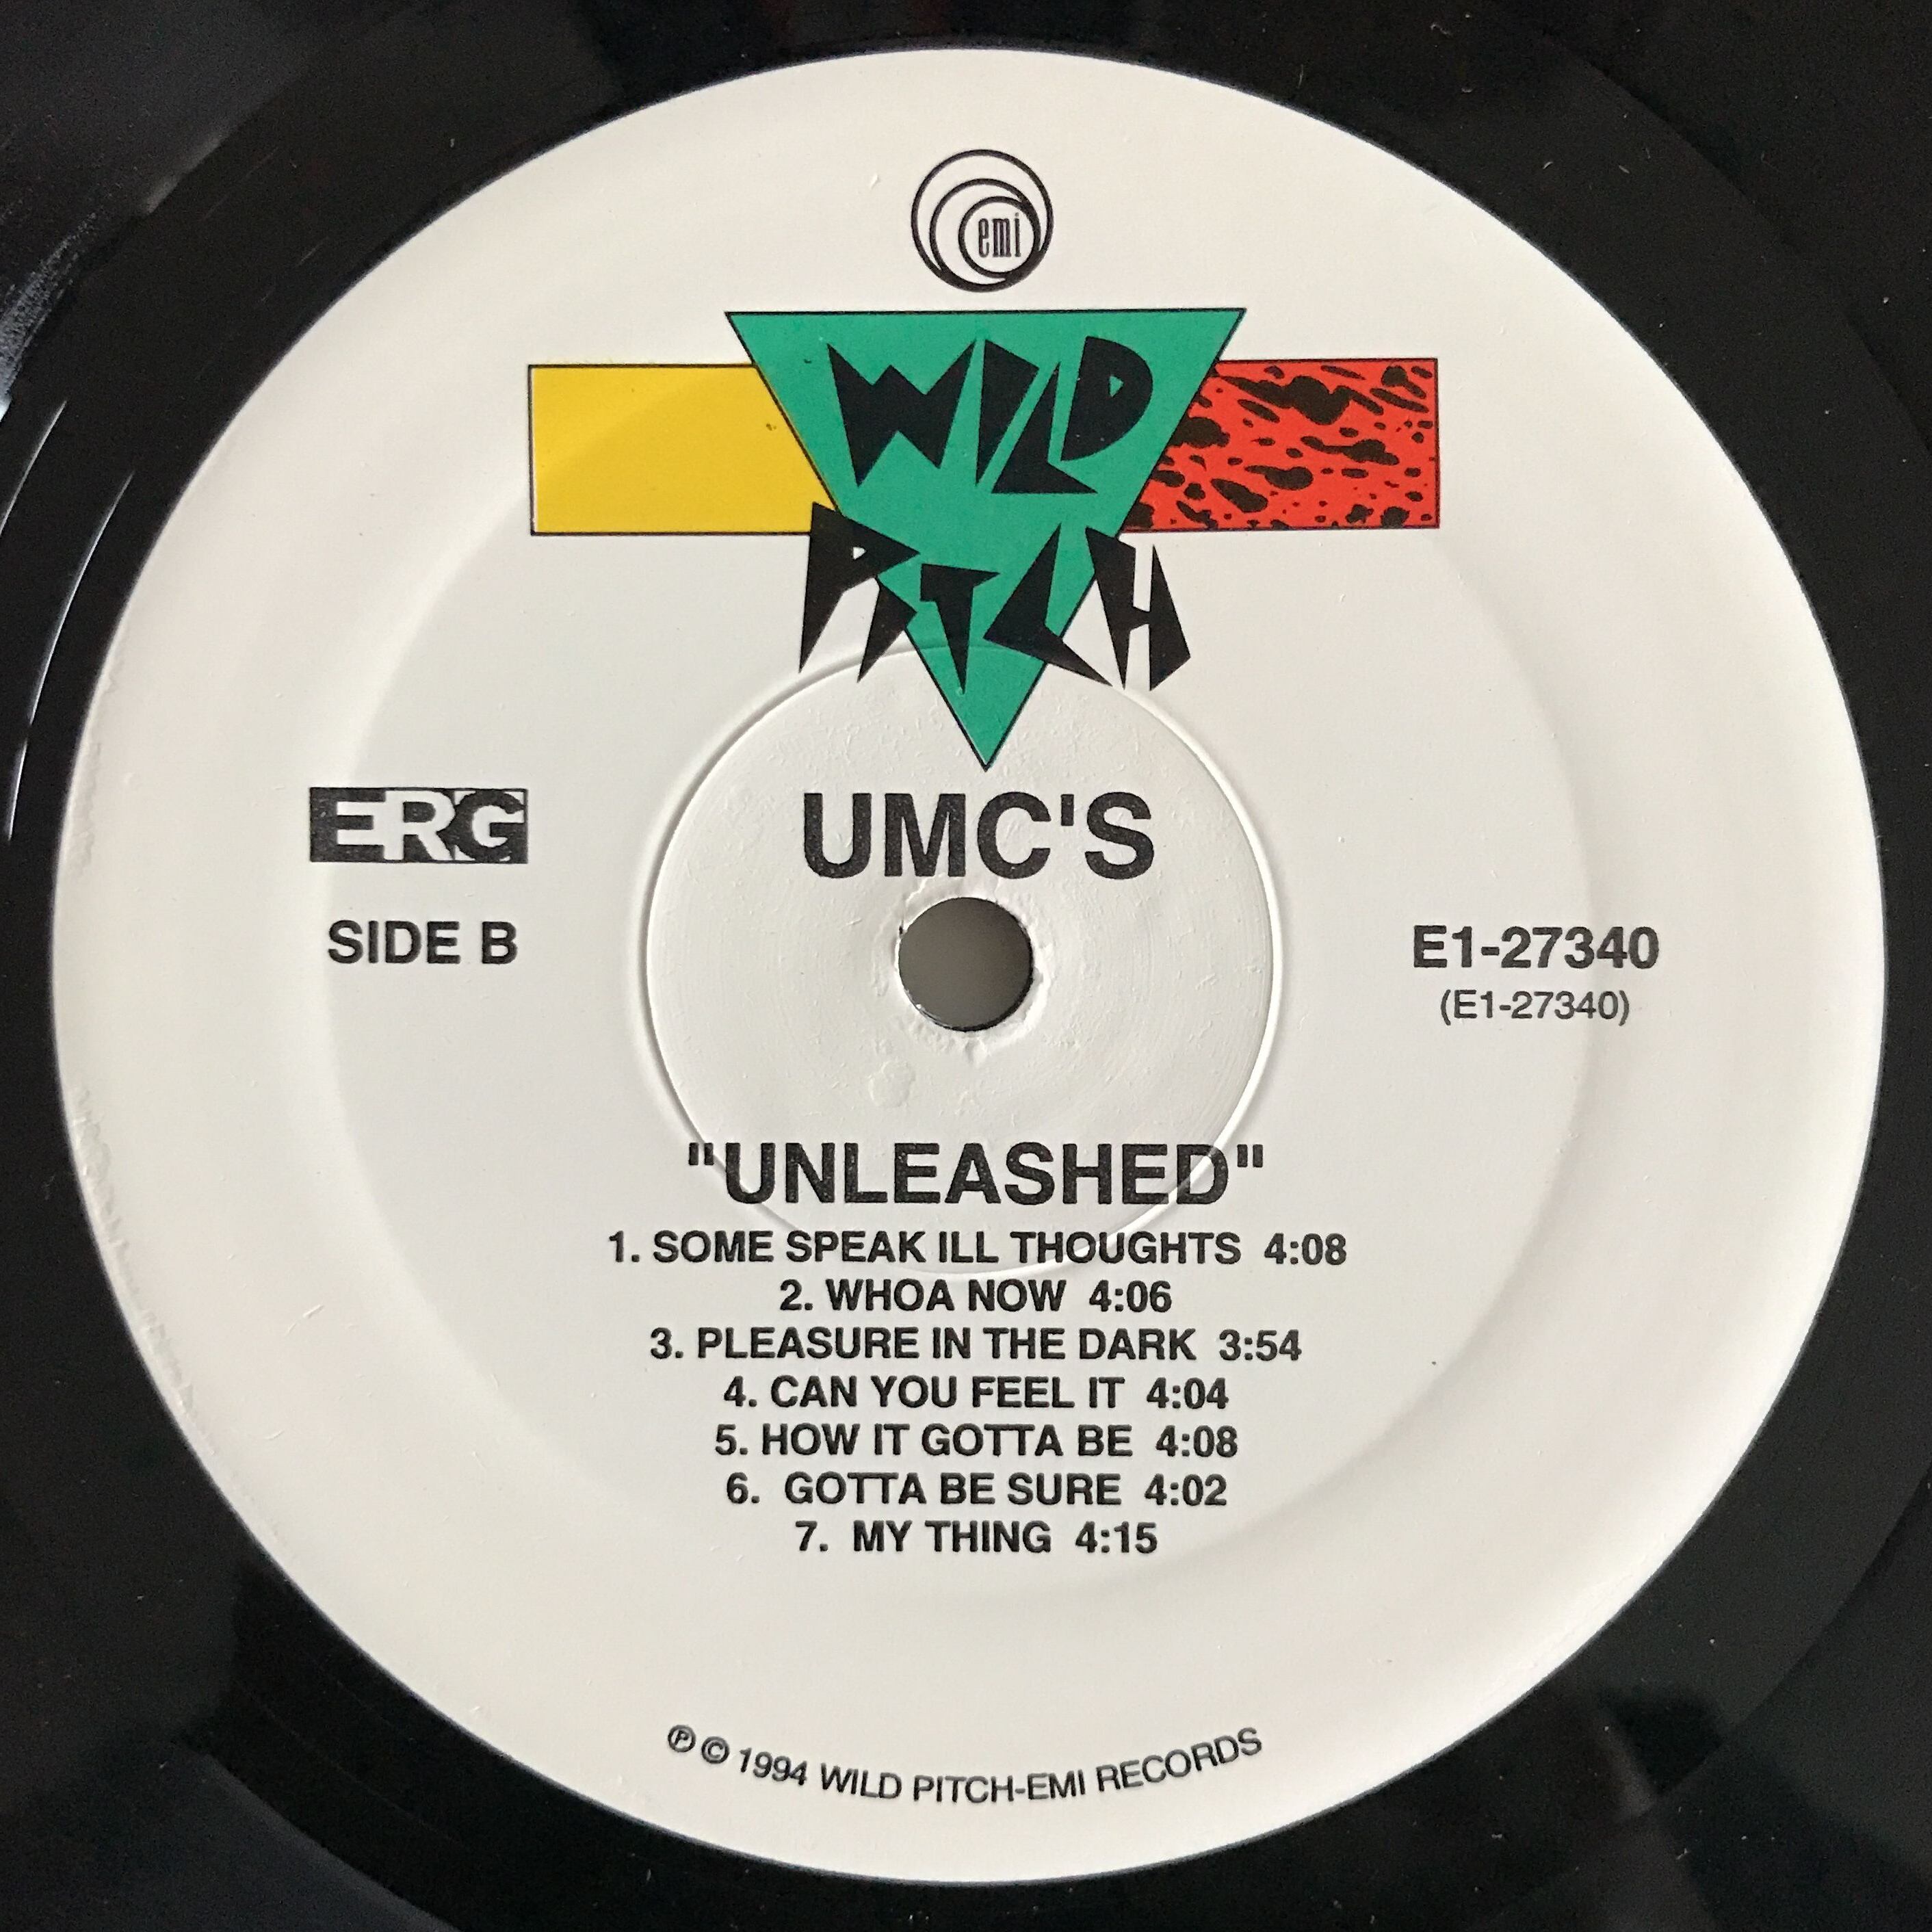 emi
WILD
PITCH
ERG
UMC'S
SIDE B
E1-27340
(E1-27340)
"UNLEASHED"
1. SOME SPEAK ILL THOUGHTS 4:08
2. WHOA NOW 4:06
3. PLEASURE IN THE DARK 3:54
4. CAN YOU FEEL IT 4:04
5. HOW IT GOTTA BE 4:08
6. GOTTA BE SURE 4:02
7. MY THING 4:15
℗ © 1994 WILD PITCH-EMI RECORDS